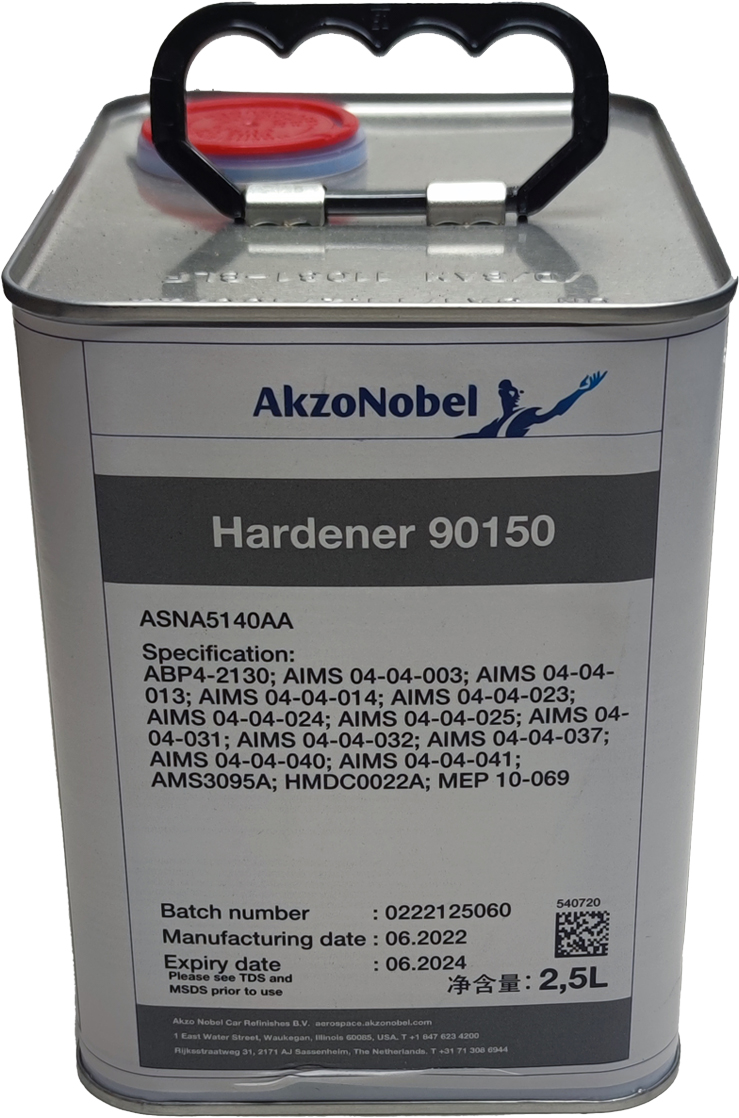 AkzoNobel
Hardener 90150
ASNA5140AA
Specification:
ABP4-2130; AIMS 04-04-003; AIMS 04-04-
013; AIMS 04-04-014; AIMS 04-04-023;
AIMS 04-04-024; AIMS 04-04-025; AIMS 04-
04-031; AIMS 04-04-032; AIMS 04-04-037;
AIMS 04-04-040; AIMS 04-04-041;
AMS3095A; HMDC0022A; MEP 10-069
540720
Batch number : 0222125060
Manufacturing date : 06.2022
Expiry date : 06.2024
Please see TDS and
MSDS prior to use
净含量: 2,5L
Akzo Nobel Car Refinishes B.V. aerospace.akzonobel.com
1 East Water Street, Waukegan, Illinois 60085, USA. T +1 847 623 4200
Rijksstraatweg 31, 2171 AJ Sassenheim, The Netherlands. T +31 71 308 6944